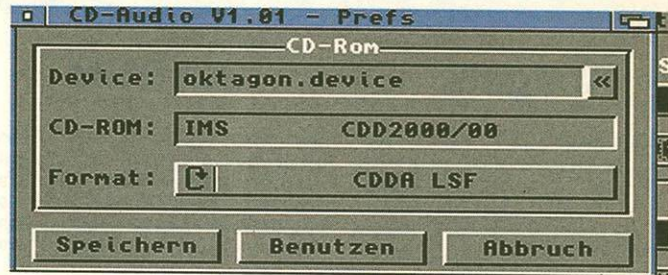 CD-Audio V1.01 - Prefs
CD-Rom
Device: oktagon.device «
CD-ROM: IMS CDD2000/00
Format: CDDA LSF
Speichern Benutzen Abbruch